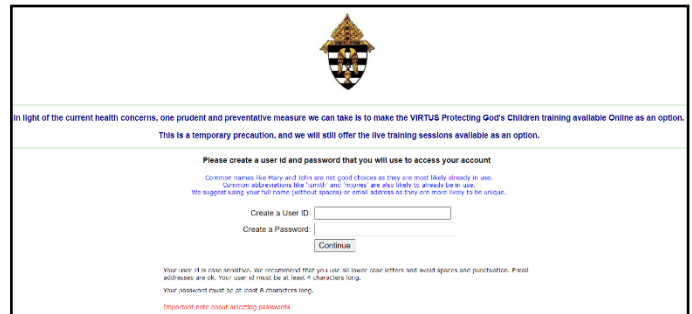 In light of the current health concerns, one prudent and preventative measure we can take is to make the VIRTUS Protecting God's Children training available Online as an option.
This is a temporary precaution, and we will still offer the live training sessions available as an option.
Please create a user id and password that you will use to access your account
Common names like Mary and John are not good choices as they are most likely already in use.
Common abbreviations like 'jsmith' and 'mjones' are also likely to already be in use.
We suggest using your full name (without spaces) or email address as they are more likely to be unique.
Create a User ID:
Create a Password:
Continue
Your user id is case sensitive. We recommend that you use all lower case letters and avoid spaces and punctuation. Email
addresses are ok. Your user id must be at least 4 characters long.
Your password must be at least 8 characters long.
Important note about selecting passwords